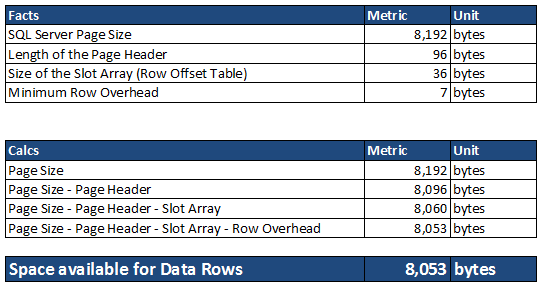 Facts Metric Unit
SQL Server Page Size 8,192 bytes
Length of the Page Header 96 bytes
Size of the Slot Array (Row Offset Table) 36 bytes
Minimum Row Overhead 7 bytes
Calcs Metric Unit
Page Size 8,192 bytes
Page Size - Page Header 8,096 bytes
Page Size - Page Header - Slot Array 8,060 bytes
Page Size - Page Header - Slot Array - Row Overhead 8,053 bytes
Space available for Data Rows 8,053 bytes